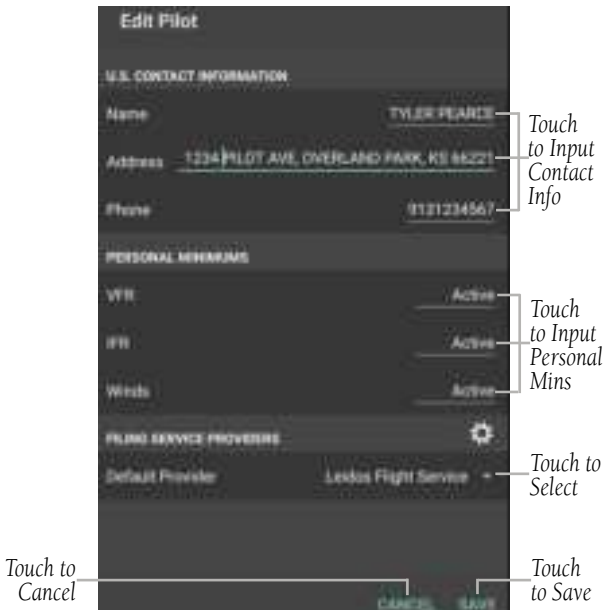 Edit Pilot
U.S. CONTACT INFORMATION
Name TYLER PEARCE
Address 1234 PILOT AVE, OVERLAND PARK, KS 66221
Phone 9131234567
Touch
to Input
Contact
Info
PERSONAL MINIMUMS
VFR Active
IFR Active
Winds Active
Touch
to Input
Personal
Mins
FILING SERVICE PROVIDERS
Default Provider Leidos Flight Service
Touch to
Select
Touch to
Cancel
CANCEL SAVE
Touch
to Save